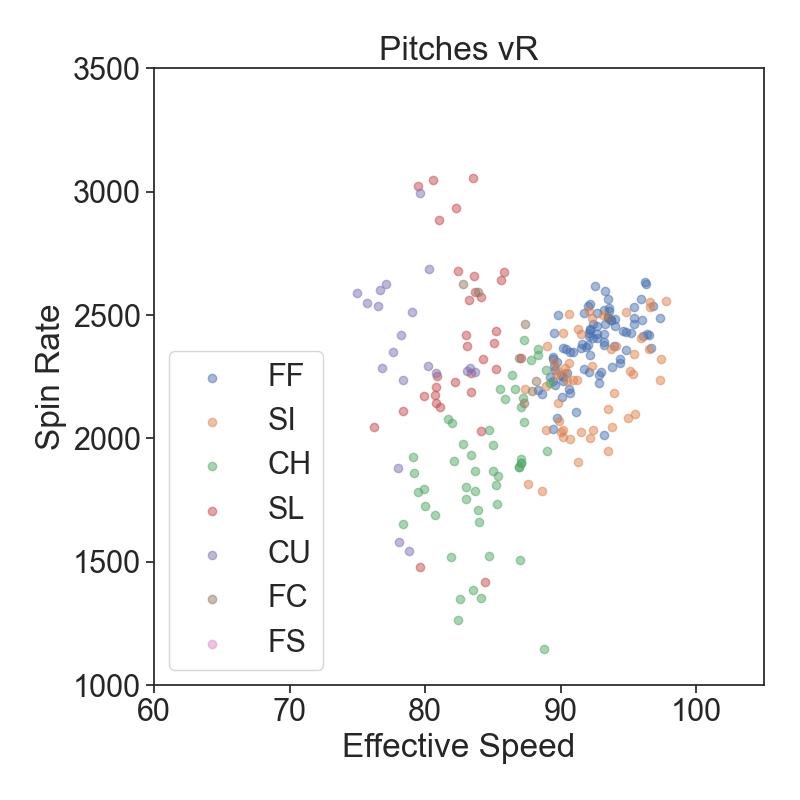 Pitches vR
3500
3000
2500
2000
1500
1000
Spin Rate
FF
SI
CH
SL
CU
FC
FS
60 70 80 90 100
Effective Speed